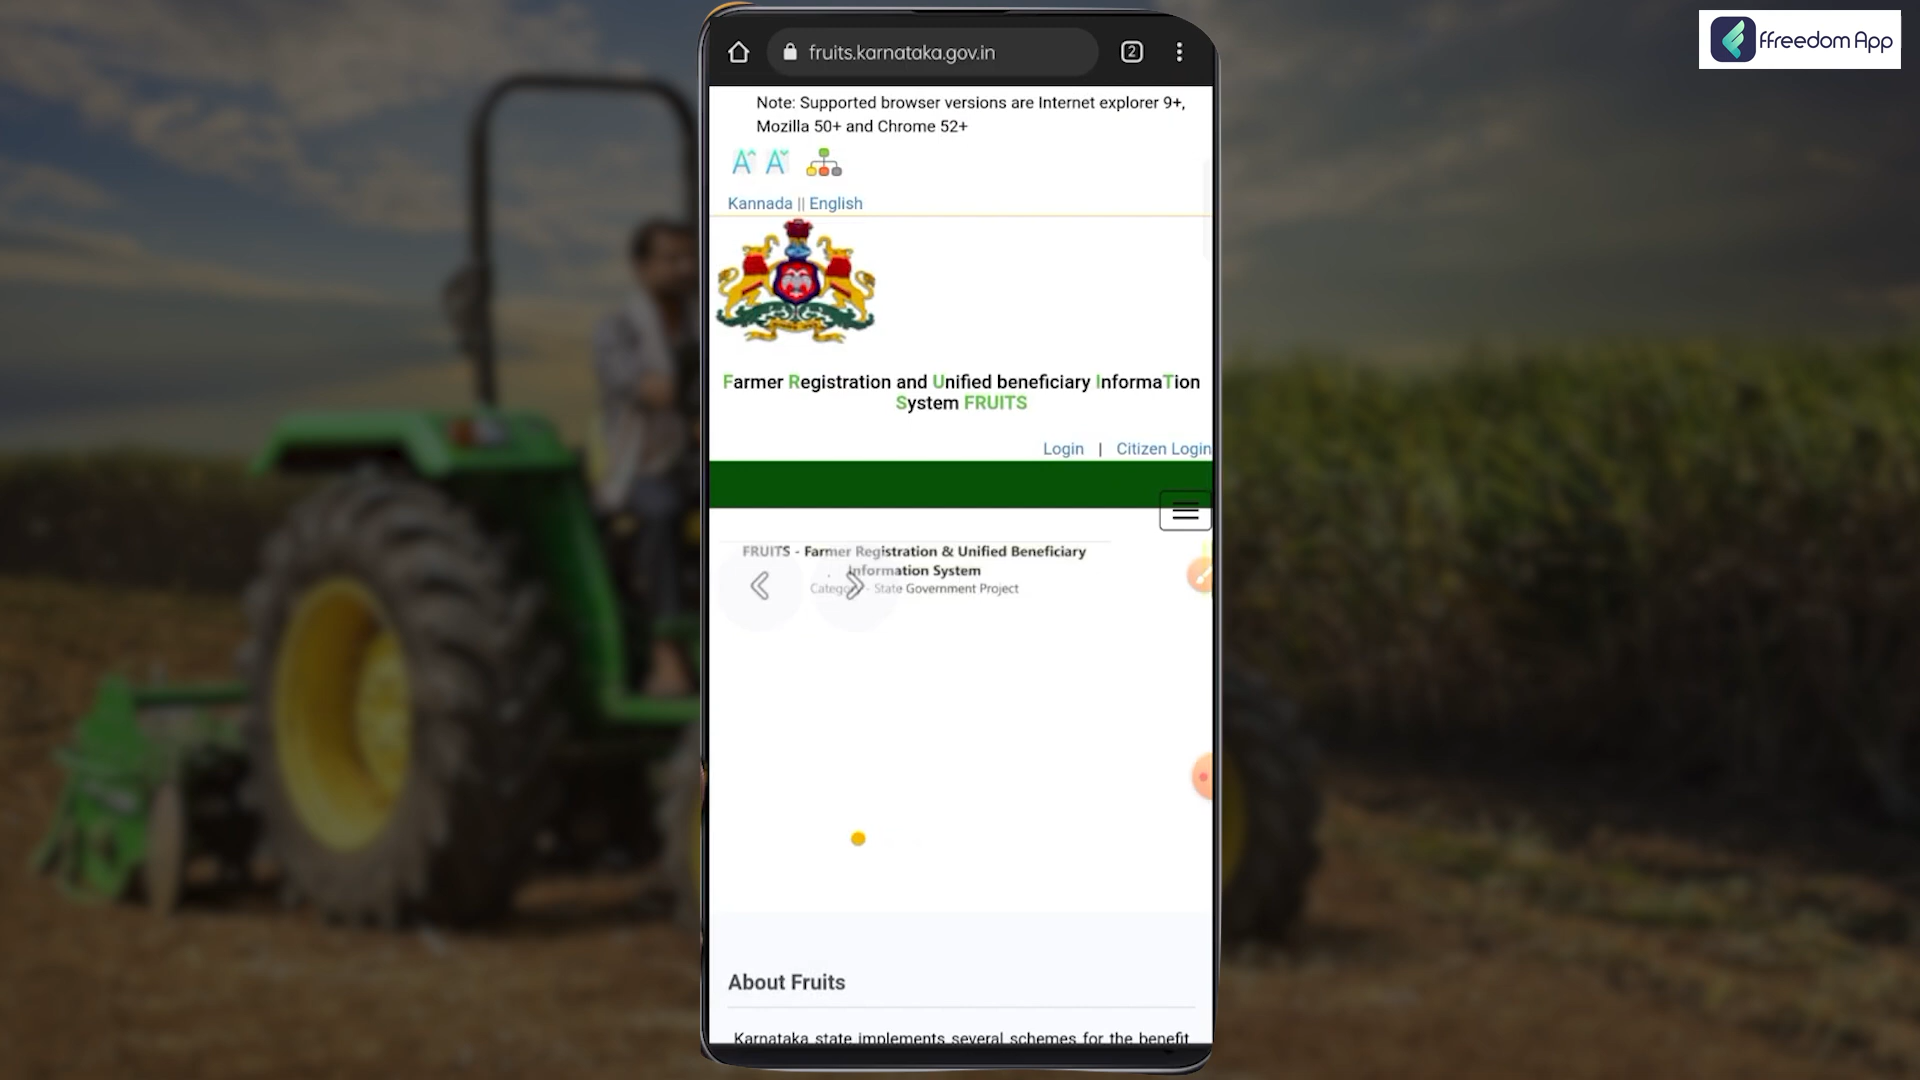 ffreedom App
fruits.karnataka.gov.in
2
Note: Supported browser versions are Internet explorer 9+,
Mozilla 50+ and Chrome 52+
A A
Kannada || English
Farmer Registration and Unified beneficiary InformaTion
System FRUITS
Login | Citizen Login
FRUITS - Farmer Registration & Unified Beneficiary
Information System
Category - State Government Project
About Fruits
Karnataka state implements several schemes for the benefit